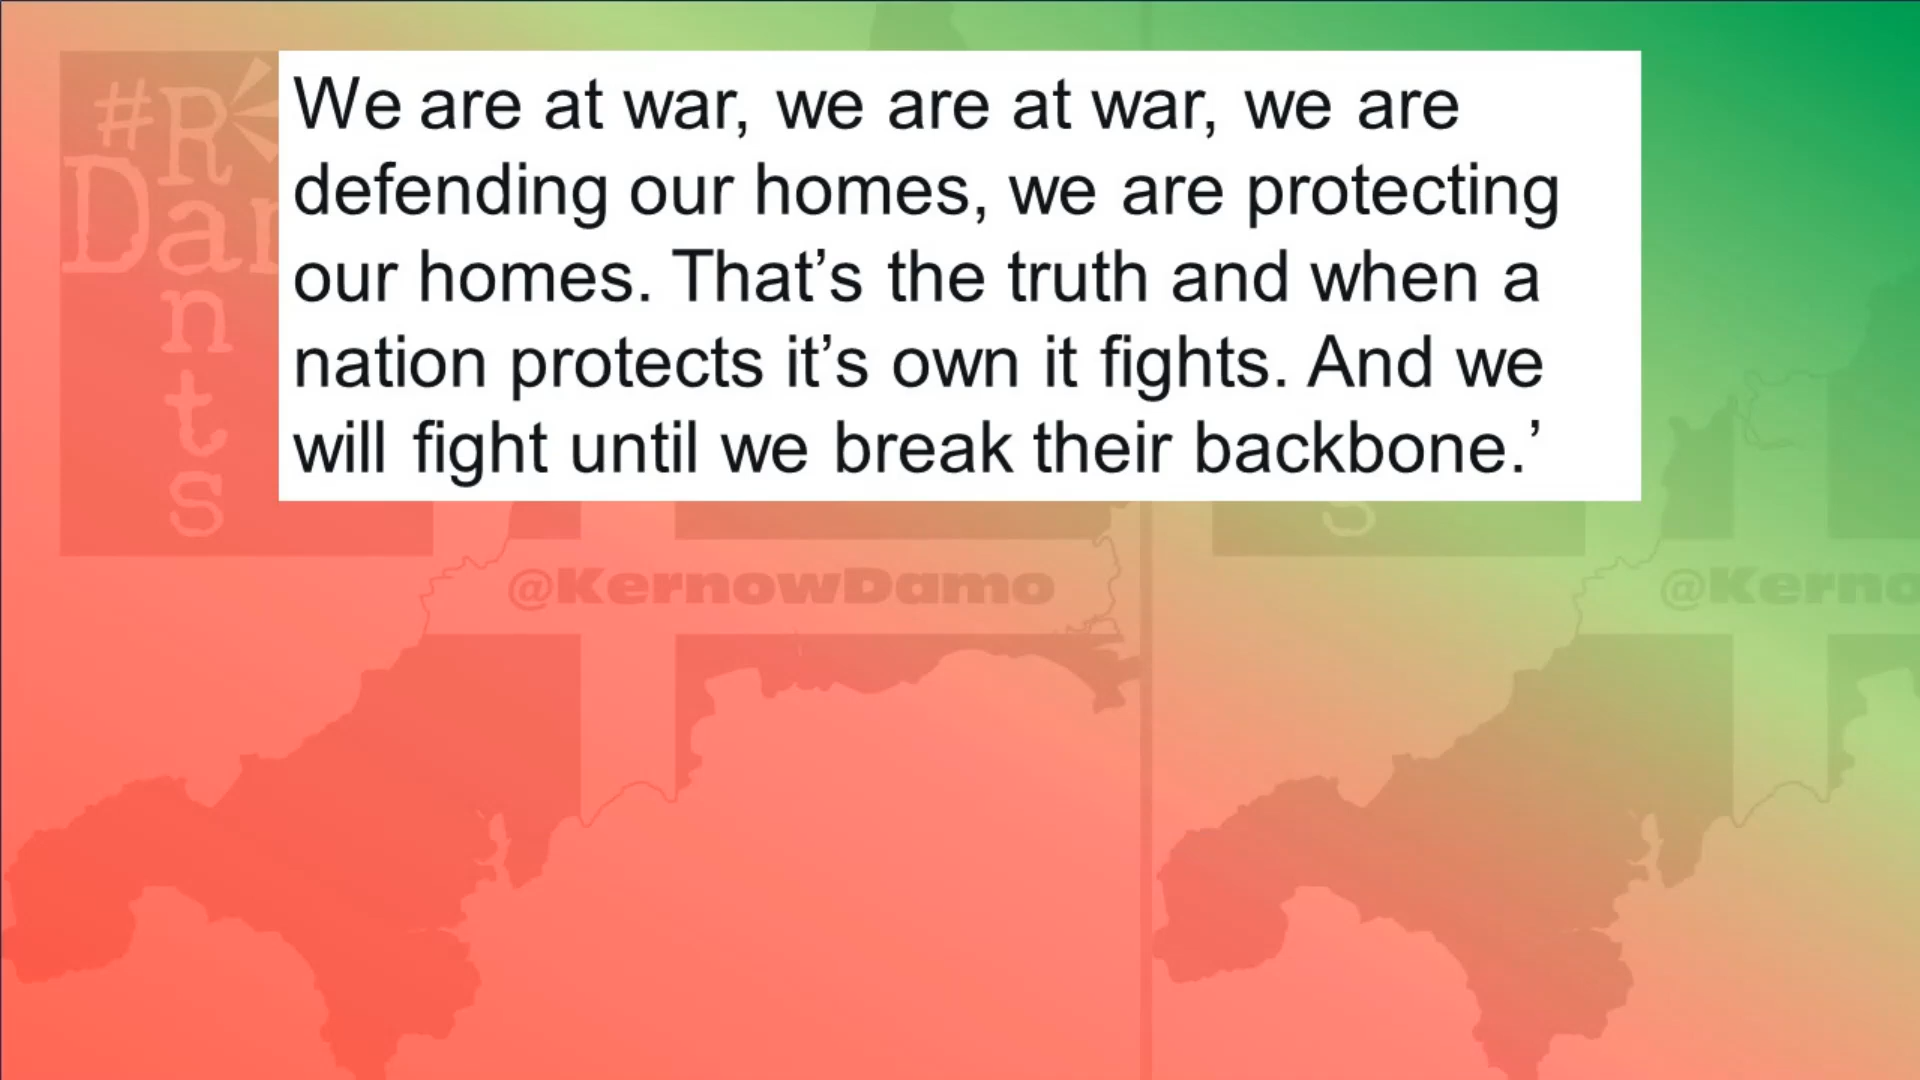 We are at war, we are at war, we are
defending our homes, we are protecting
our homes. That’s the truth and when a
nation protects it’s own it fights. And we
will fight until we break their backbone.’
#R
Dan
n
t
s
s
@KernowDamo
@Kerno